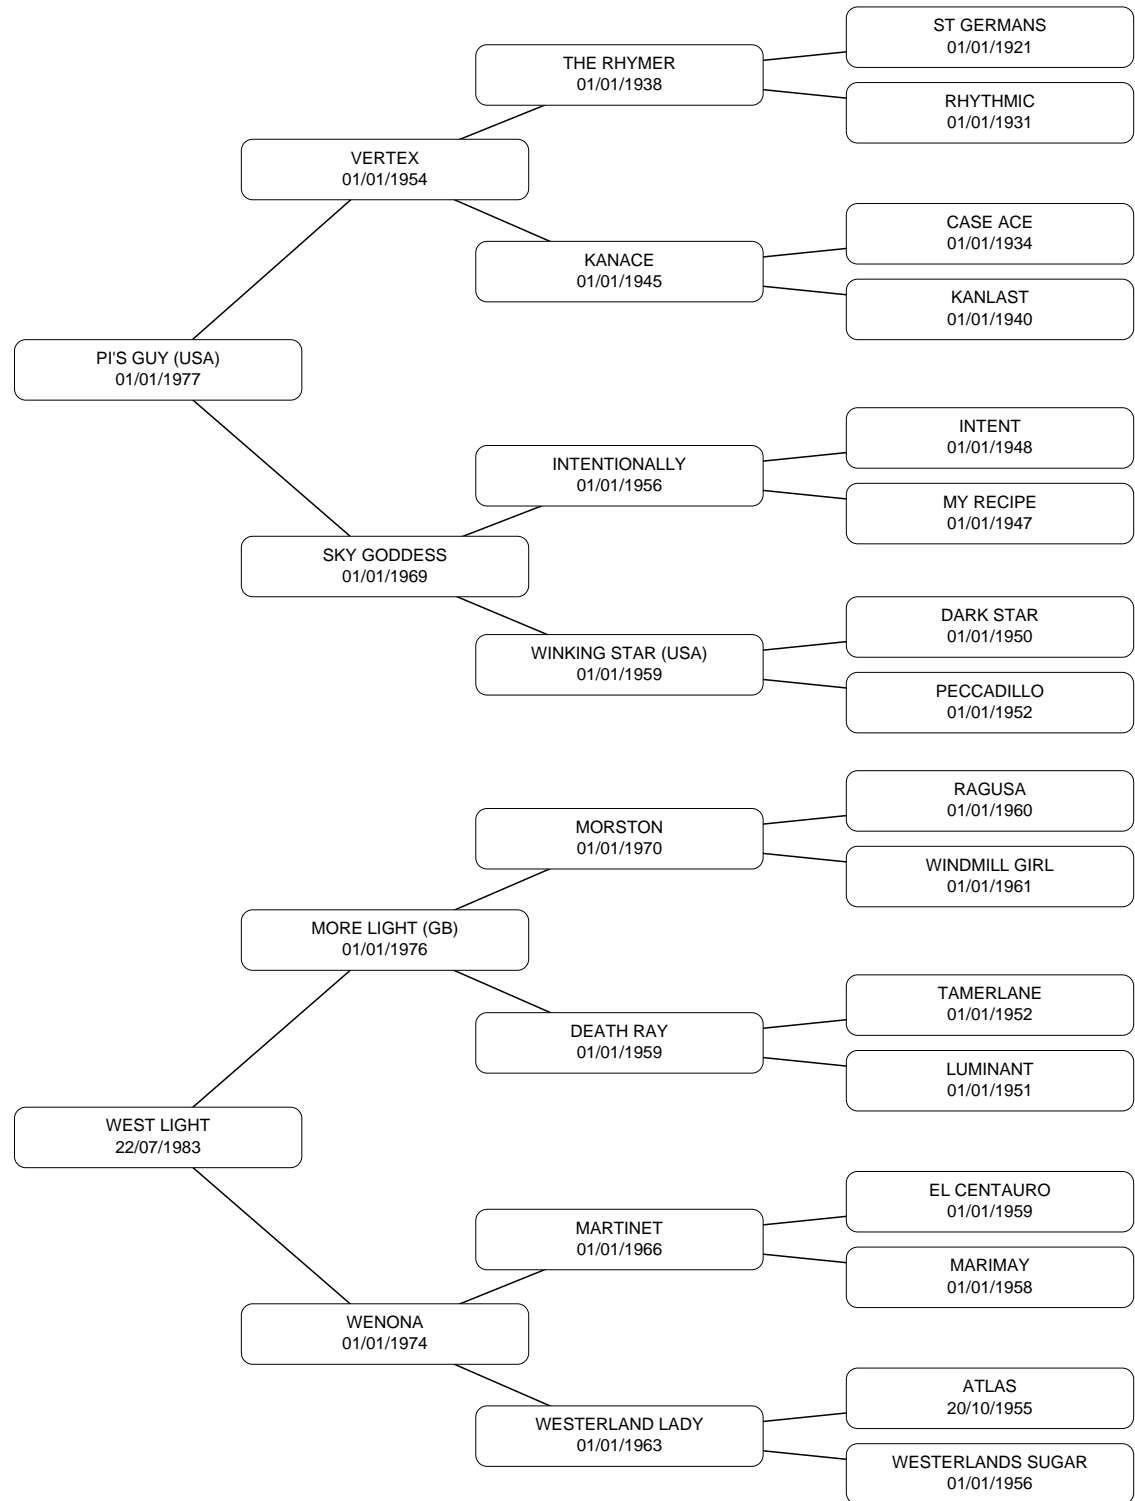 ST GERMANS
01/01/1921
THE RHYMER
01/01/1938
RHYTHMIC
01/01/1931
VERTEX
01/01/1954
CASE ACE
01/01/1934
KANACE
01/01/1945
KANLAST
01/01/1940
PI'S GUY (USA)
01/01/1977
INTENT
01/01/1948
INTENTIONALLY
01/01/1956
MY RECIPE
01/01/1947
SKY GODDESS
01/01/1969
DARK STAR
01/01/1950
WINKING STAR (USA)
01/01/1959
PECCADILLO
01/01/1952
RAGUSA
01/01/1960
MORSTON
01/01/1970
WINDMILL GIRL
01/01/1961
MORE LIGHT (GB)
01/01/1976
TAMERLANE
01/01/1952
DEATH RAY
01/01/1959
LUMINANT
01/01/1951
WEST LIGHT
22/07/1983
EL CENTAURO
01/01/1959
MARTINET
01/01/1966
MARIMAY
01/01/1958
WENONA
01/01/1974
ATLAS
20/10/1955
WESTERLAND LADY
01/01/1963
WESTERLANDS SUGAR
01/01/1956